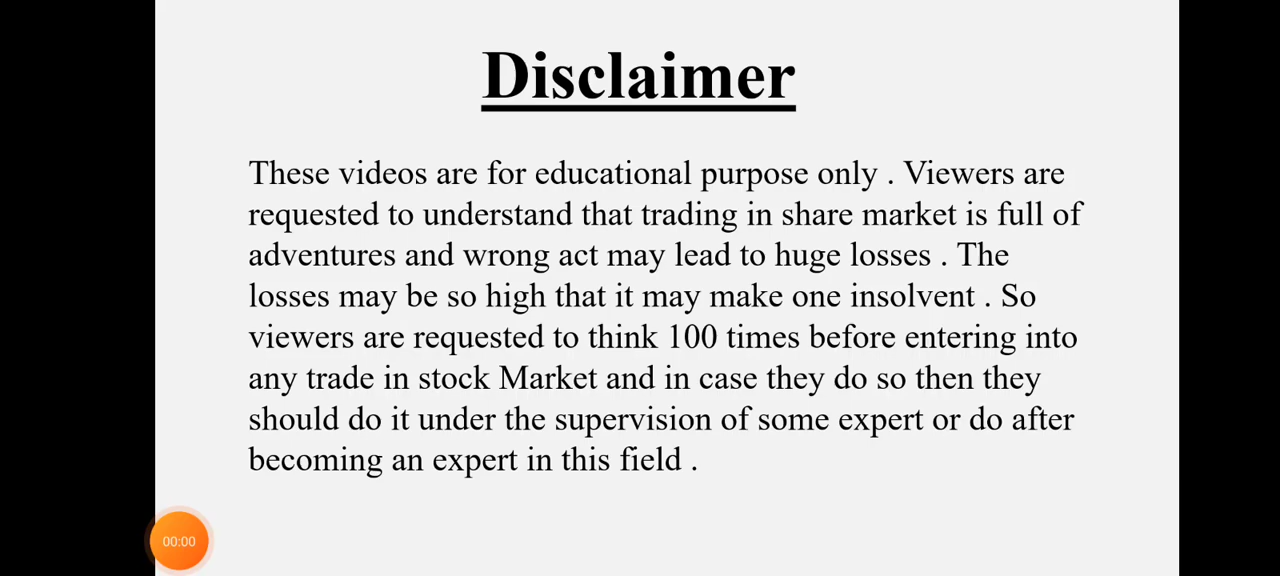 Disclaimer
These videos are for educational purpose only . Viewers are
requested to understand that trading in share market is full of
adventures and wrong act may lead to huge losses . The
losses may be so high that it may make one insolvent . So
viewers are requested to think 100 times before entering into
any trade in stock Market and in case they do so then they
should do it under the supervision of some expert or do after
becoming an expert in this field .
00:00